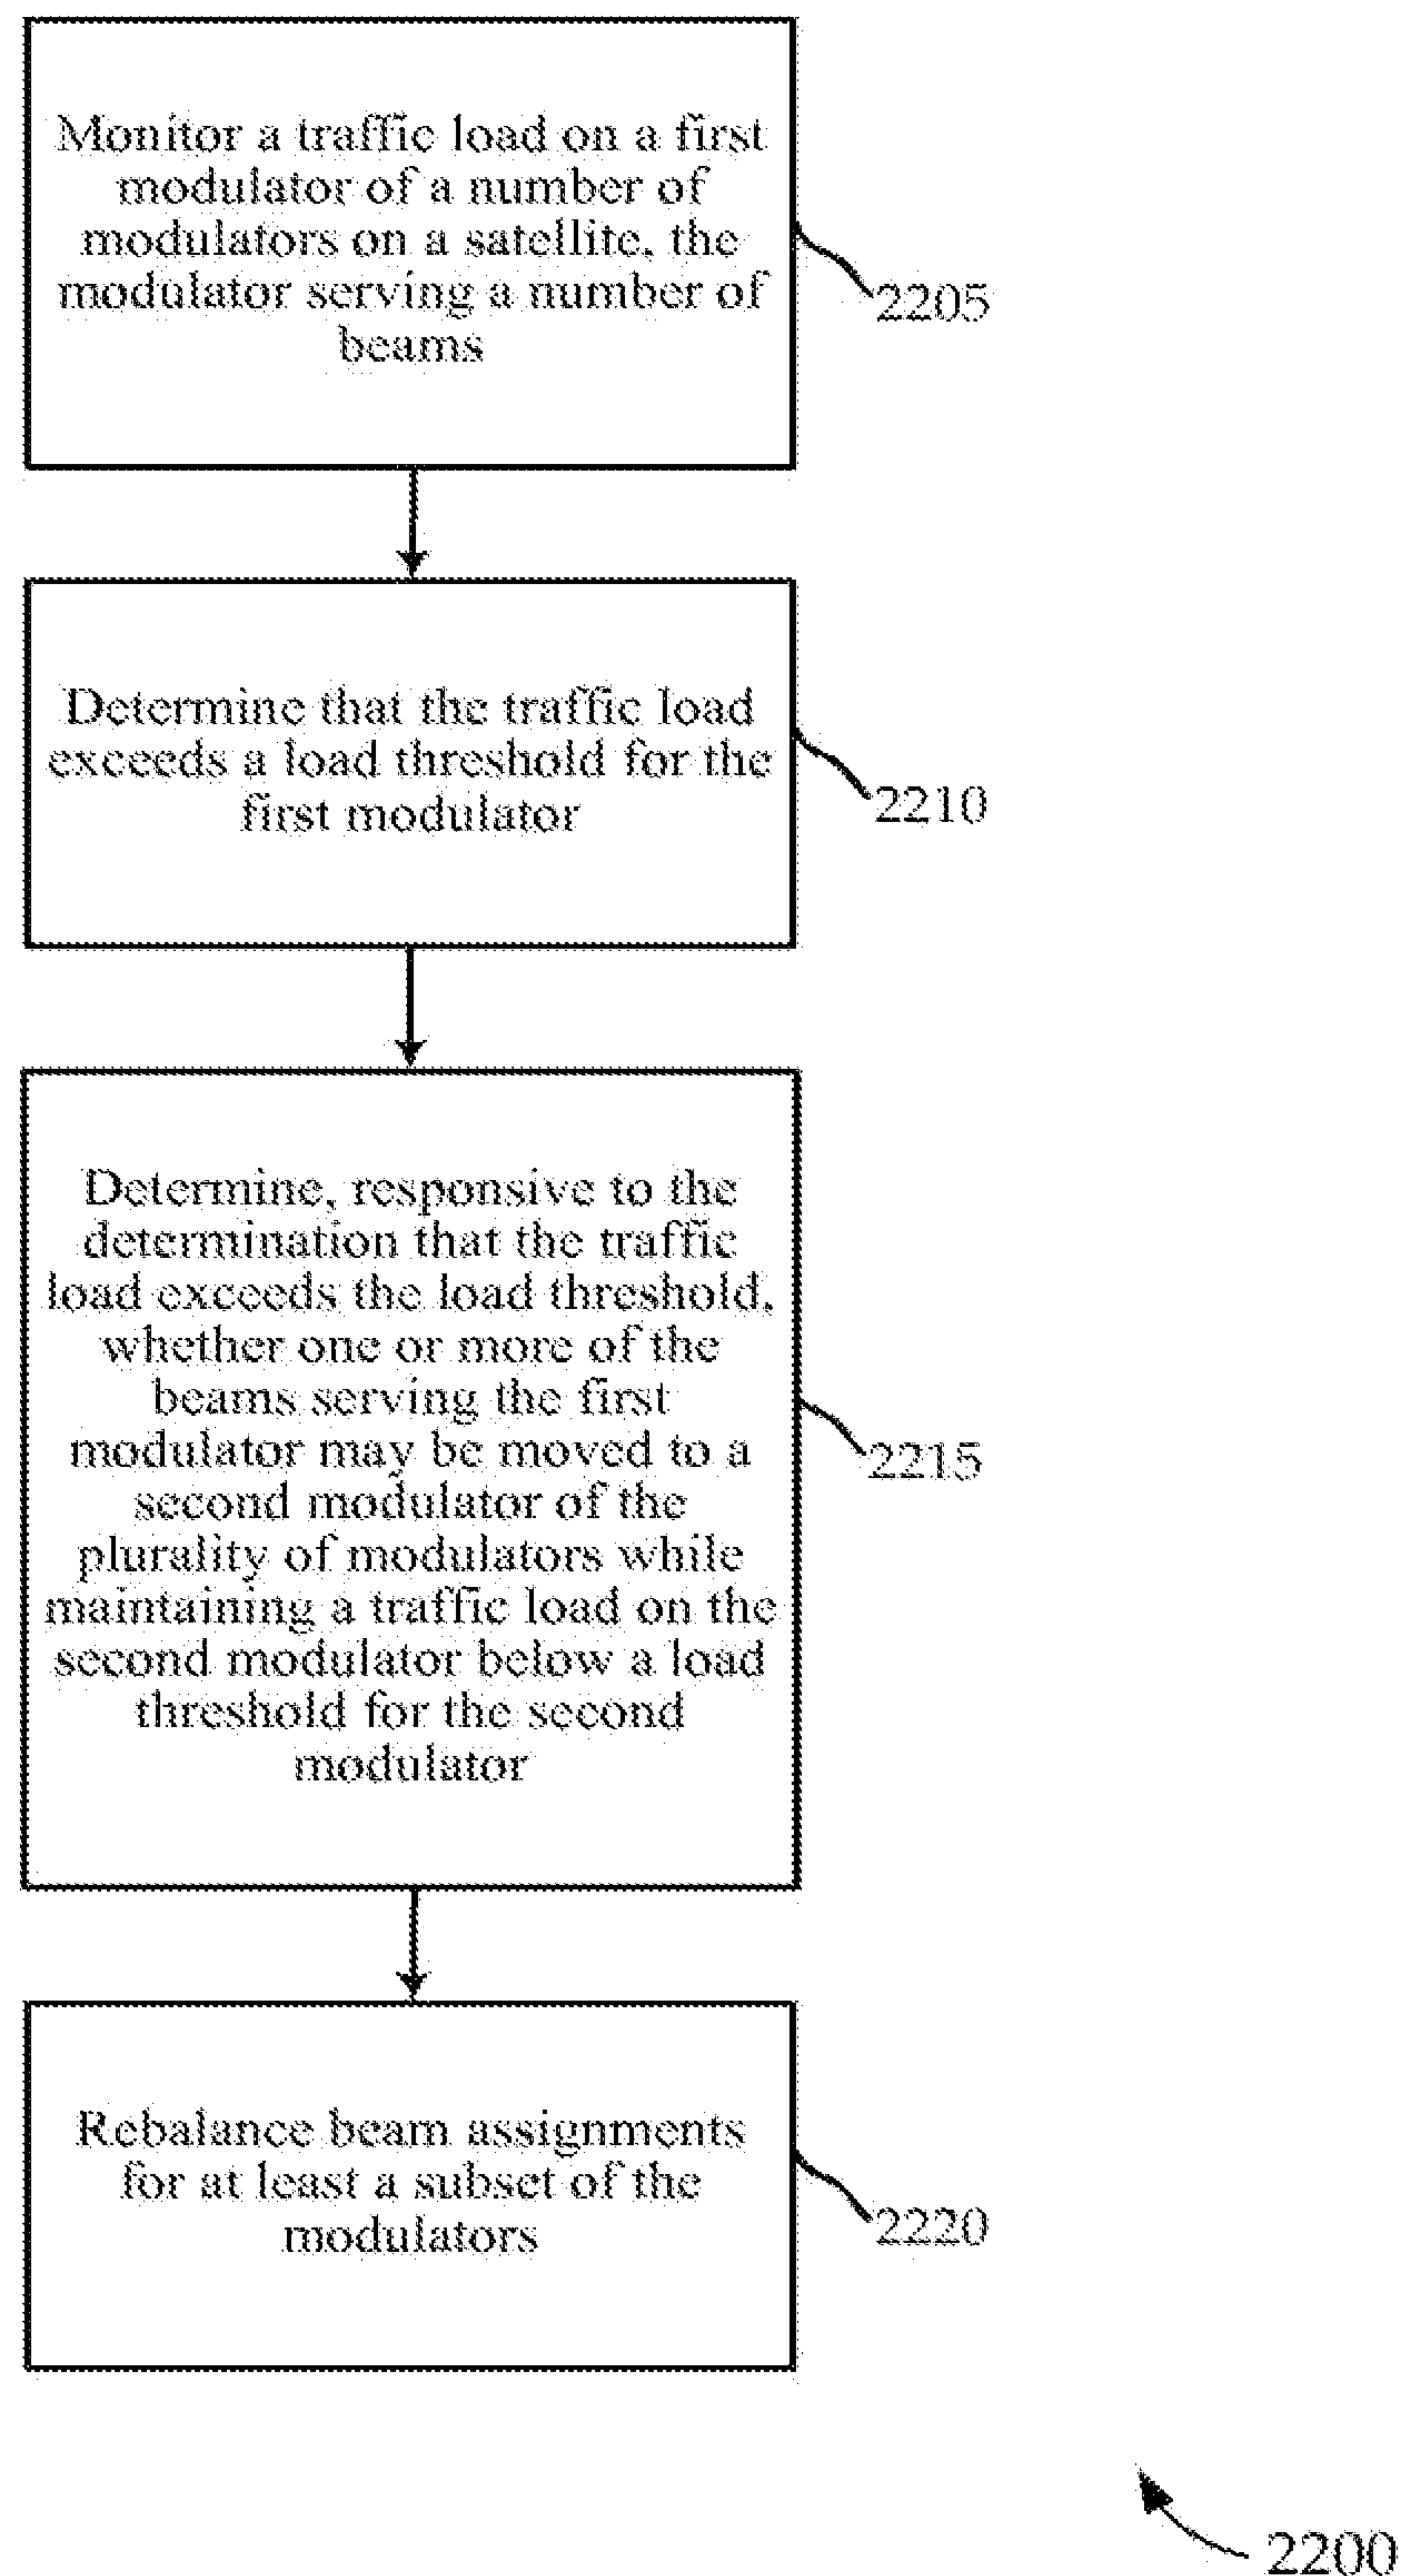 Monitor a traffic load on a first
modulator of a number of
modulators on a satellite, the
modulator serving a number of
beams
2205
Determine that the traffic load
exceeds a load threshold for the
first modulator
2210
Determine, responsive to the
determination that the traffic
load exceeds the load threshold,
whether one or more of the
beams serving the first
modulator may be moved to a
second modulator of the
plurality of modulators while
maintaining a traffic load on the
second modulator below a load
threshold for the second
modulator
2215
Rebalance beam assignments
for at least a subset of the
modulators
2220
2200